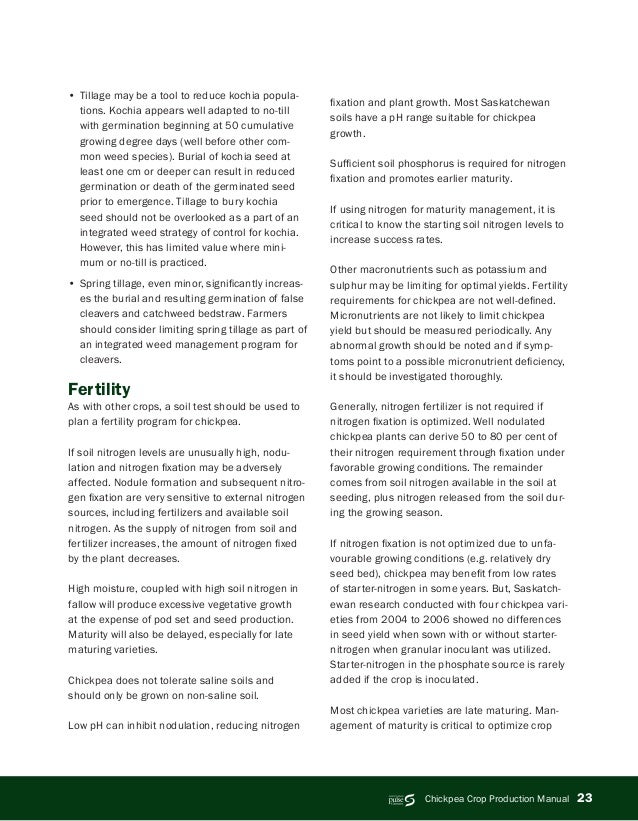 • Tillage may be a tool to reduce kochia popula-
tions. Kochia appears well adapted to no-till
with germination beginning at 50 cumulative
growing degree days (well before other com-
mon weed species). Burial of kochia seed at
least one cm or deeper can result in reduced
germination or death of the germinated seed
prior to emergence. Tillage to bury kochia
seed should not be overlooked as a part of an
integrated weed strategy of control for kochia.
However, this has limited value where mini-
mum or no-till is practiced.
• Spring tillage, even minor, significantly increas-
es the burial and resulting germination of false
cleavers and catchweed bedstraw. Farmers
should consider limiting spring tillage as part of
an integrated weed management program for
cleavers.
Fertility
As with other crops, a soil test should be used to
plan a fertility program for chickpea.
If soil nitrogen levels are unusually high, nodu-
lation and nitrogen fixation may be adversely
affected. Nodule formation and subsequent nitro-
gen fixation are very sensitive to external nitrogen
sources, including fertilizers and available soil
nitrogen. As the supply of nitrogen from soil and
fertilizer increases, the amount of nitrogen fixed
by the plant decreases.
High moisture, coupled with high soil nitrogen in
fallow will produce excessive vegetative growth
at the expense of pod set and seed production.
Maturity will also be delayed, especially for late
maturing varieties.
Chickpea does not tolerate saline soils and
should only be grown on non-saline soil.
Low pH can inhibit nodulation, reducing nitrogen
fixation and plant growth. Most Saskatchewan
soils have a pH range suitable for chickpea
growth.
Sufficient soil phosphorus is required for nitrogen
fixation and promotes earlier maturity.
If using nitrogen for maturity management, it is
critical to know the starting soil nitrogen levels to
increase success rates.
Other macronutrients such as potassium and
sulphur may be limiting for optimal yields. Fertility
requirements for chickpea are not well-defined.
Micronutrients are not likely to limit chickpea
yield but should be measured periodically. Any
abnormal growth should be noted and if symp-
toms point to a possible micronutrient deficiency,
it should be investigated thoroughly.
Generally, nitrogen fertilizer is not required if
nitrogen fixation is optimized. Well nodulated
chickpea plants can derive 50 to 80 per cent of
their nitrogen requirement through fixation under
favorable growing conditions. The remainder
comes from soil nitrogen available in the soil at
seeding, plus nitrogen released from the soil dur-
ing the growing season.
If nitrogen fixation is not optimized due to unfa-
vourable growing conditions (e.g. relatively dry
seed bed), chickpea may benefit from low rates
of starter-nitrogen in some years. But, Saskatch-
ewan research conducted with four chickpea vari-
eties from 2004 to 2006 showed no differences
in seed yield when sown with or without starter-
nitrogen when granular inoculant was utilized.
Starter-nitrogen in the phosphate source is rarely
added if the crop is inoculated.
Most chickpea varieties are late maturing. Man-
agement of maturity is critical to optimize crop
pulse Chickpea Crop Production Manual 23